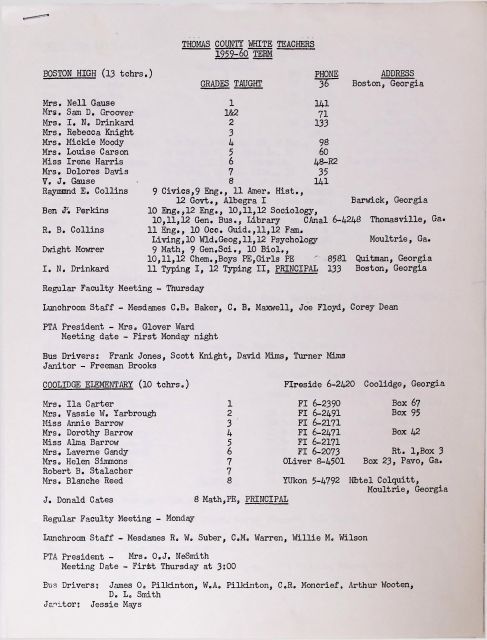 THOMAS COUNTY WHITE TEACHERS
1959-60 TERM
BOSTON HIGH (13 tchrs.) PHONE ADDRESS
GRADES TAUGHT 36 Boston, Georgia
Mrs. Nell Gause 1 141
Mrs. Sam D. Groover 1&2 71
Mrs. I. N. Drinkard 2 133
Mrs. Rebecca Knight 3
Mrs. Mickie Moody 4 98
Mrs. Louise Carson 5 60
Miss Irene Harris 6 48-R2
Mrs. Dolores Davis 7 35
V. J. Gause 8 141
Raymond E. Collins 9 Civics,9 Eng., 11 Amer. Hist.,
12 Govt., Albegra I Barwick, Georgia
Ben J. Perkins 10 Eng.,12 Eng., 10,11,12 Sociology,
10,11,12 Gen. Bus., Library CAnal 6-4248 Thomasville, Ga.
R. B. Collins 11 Eng., 10 Occ. Guid.,11,12 Fam.
Living,10 Wld.Geog,11,12 Psychology Moultrie, Ga.
Dwight Mowrer 9 Math, 9 Gen.Sci., 10 Biol.,
10,11,12 Chem.,Boys PE,Girls PE 8581 Quitman, Georgia
I. N. Drinkard 11 Typing I, 12 Typing II, PRINCIPAL 133 Boston, Georgia
Regular Faculty Meeting - Thursday
Lunchroom Staff - Mesdames C.B. Baker, C. B. Maxwell, Joe Floyd, Corey Dean
PTA President - Mrs. Glover Ward
Meeting date - First Monday night
Bus Drivers: Frank Jones, Scott Knight, David Mims, Turner Mims
Janitor - Freeman Brooks
COOLIDGE ELEMENTARY (10 tchrs.) FIreside 6-2420 Coolidge, Georgia
Mrs. Ila Carter 1 FI 6-2390 Box 67
Mrs. Vassie W. Yarbrough 2 FI 6-2491 Box 95
Miss Annie Barrow 3 FI 6-2171
Mrs. Dorothy Barrow 4 FI 6-2471 Box 42
Miss Alma Barrow 5 FI 6-2171
Mrs. Laverne Gandy 6 FI 6-2073 Rt. 1,Box 3
Mrs. Helen Simmons 7 OLiver 8-4501 Box 23, Pavo, Ga.
Robert B. Stalacher 7
Mrs. Blanche Reed 8 YUkon 5-4792 Hotel Colquitt,
Moultrie, Georgia
J. Donald Cates 8 Math,PE, PRINCIPAL
Regular Faculty Meeting - Monday
Lunchroom Staff - Mesdames R. W. Suber, C.M. Warren, Willie M. Wilson
PTA President - Mrs. O.J. NeSmith
Meeting Date - First Thursday at 3:00
Bus Drivers: James O. Pilkinton, W.A. Pilkinton, C.R. Moncrief, Arthur Wooten,
D. L. Smith
Janitor: Jessie Mays